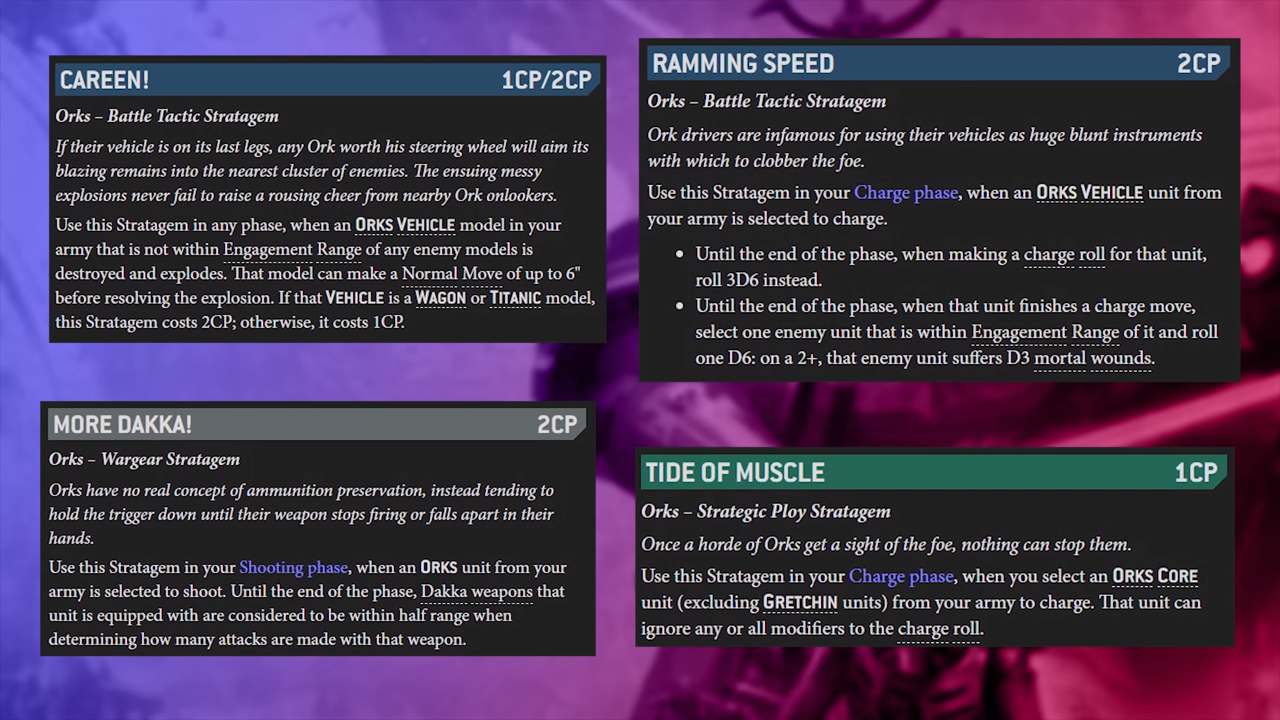 CAREEN! 1CP/2CP
Orks – Battle Tactic Stratagem
If their vehicle is on its last legs, any Ork worth his steering wheel will aim its
blazing remains into the nearest cluster of enemies. The ensuing messy
explosions never fail to raise a rousing cheer from nearby Ork onlookers.
Use this Stratagem in any phase, when an ORKS VEHICLE model in your
army that is not within Engagement Range of any enemy models is
destroyed and explodes. That model can make a Normal Move of up to 6"
before resolving the explosion. If that VEHICLE is a WAGON or TITANIC model,
this Stratagem costs 2CP; otherwise, it costs 1CP.
RAMMING SPEED 2CP
Orks – Battle Tactic Stratagem
Ork drivers are infamous for using their vehicles as huge blunt instruments
with which to clobber the foe.
Use this Stratagem in your Charge phase, when an ORKS VEHICLE unit from
your army is selected to charge.
• Until the end of the phase, when making a charge roll for that unit,
roll 3D6 instead.
• Until the end of the phase, when that unit finishes a charge move,
select one enemy unit that is within Engagement Range of it and roll
one D6: on a 2+, that enemy unit suffers D3 mortal wounds.
MORE DAKKA! 2CP
Orks – Wargear Stratagem
Orks have no real concept of ammunition preservation, instead tending to
hold the trigger down until their weapon stops firing or falls apart in their
hands.
Use this Stratagem in your Shooting phase, when an ORKS unit from your
army is selected to shoot. Until the end of the phase, Dakka weapons that
unit is equipped with are considered to be within half range when
determining how many attacks are made with that weapon.
TIDE OF MUSCLE 1CP
Orks – Strategic Ploy Stratagem
Once a horde of Orks get a sight of the foe, nothing can stop them.
Use this Stratagem in your Charge phase, when you select an ORKS CORE
unit (excluding GRETCHIN units) from your army to charge. That unit can
ignore any or all modifiers to the charge roll.